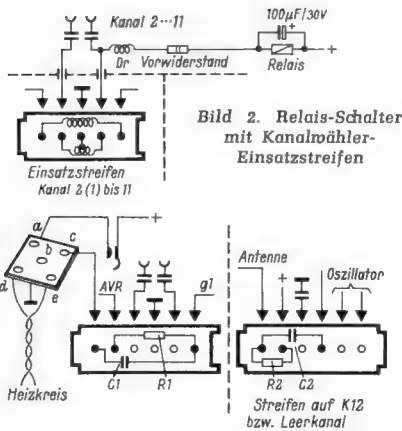 Kanal 2···11
100µF/30V
+
+
Dr
Vorwiderstand
Relais
Einsatzstreifen
Kanal 2 (1) bis 11
Bild 2. Relais-Schalter
mit Kanalwähler-
Einsatzstreifen
a
b
c
d
e
+
AVR
g1
C1
R1
Heizkreis
Antenne
+
Oszillator
R2
C2
Streifen auf K12
bzw. Leerkanal